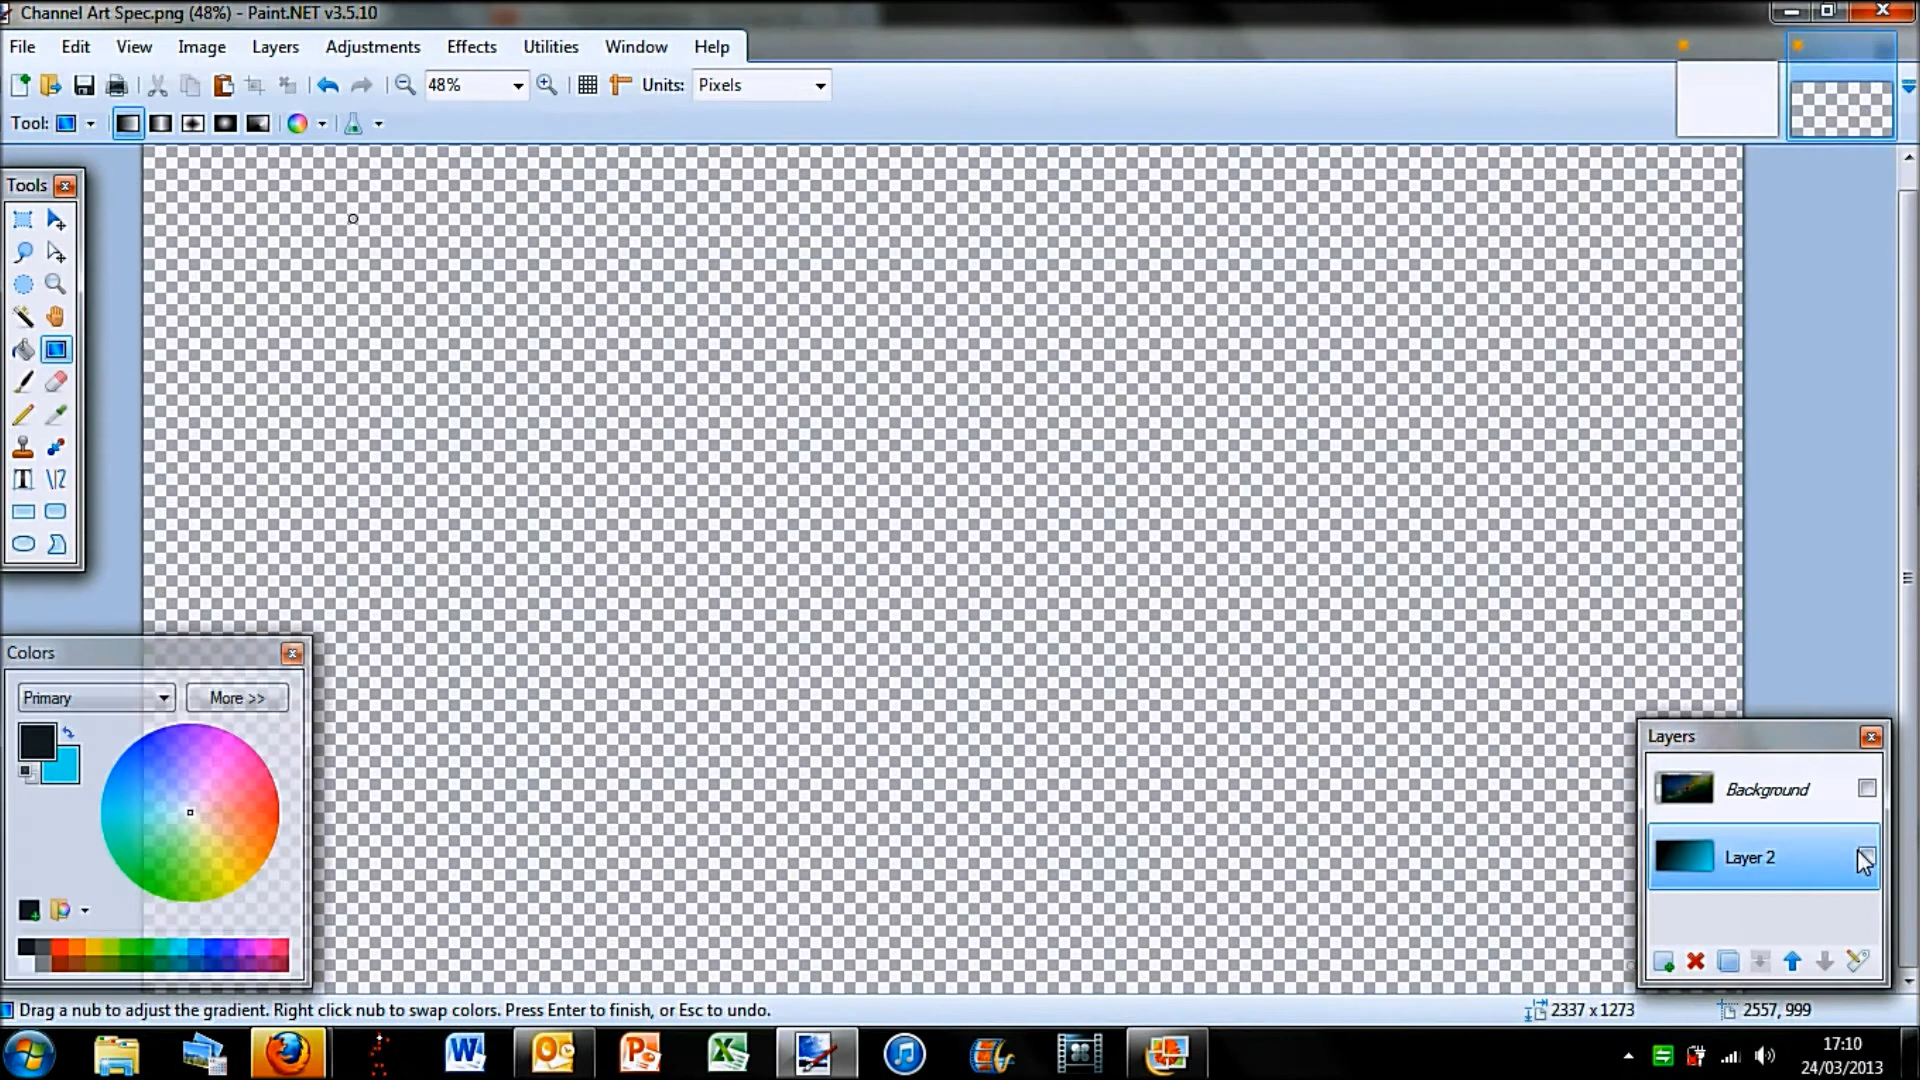 Channel Art Spec.png (48%) - Paint.NET v3.5.10
File Edit View Image Layers Adjustments Effects Utilities Window Help
48% Units: Pixels
Tool:
Tools
Colors
Primary More >>
Layers
Background
Layer 2
Drag a nub to adjust the gradient. Right click nub to swap colors. Press Enter to finish, or Esc to undo.
2337 x 1273 2557, 999
17:10
24/03/2013